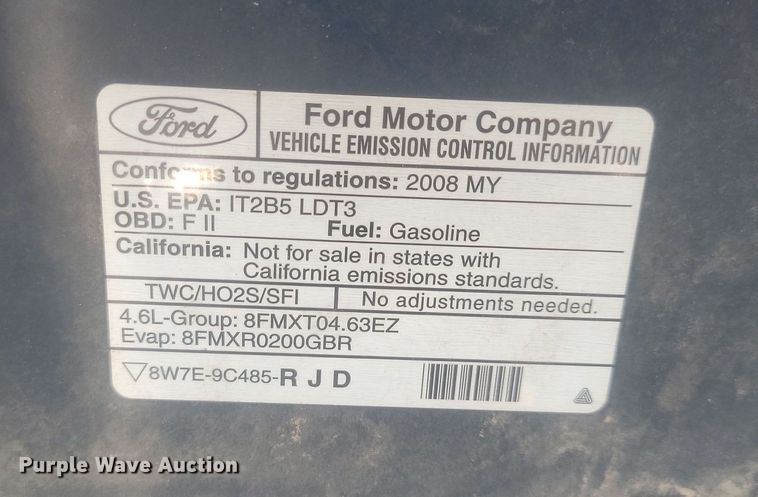 Ford
Ford Motor Company
VEHICLE EMISSION CONTROL INFORMATION
Conforms to regulations: 2008 MY
U.S. EPA: IT2B5 LDT3
OBD: F II Fuel: Gasoline
California: Not for sale in states with
California emissions standards.
TWC/HO2S/SFI No adjustments needed.
4.6L-Group: 8FMXT04.63EZ
Evap: 8FMXR0200GBR
8W7E-9C485-R J D
Purple Wave Auction